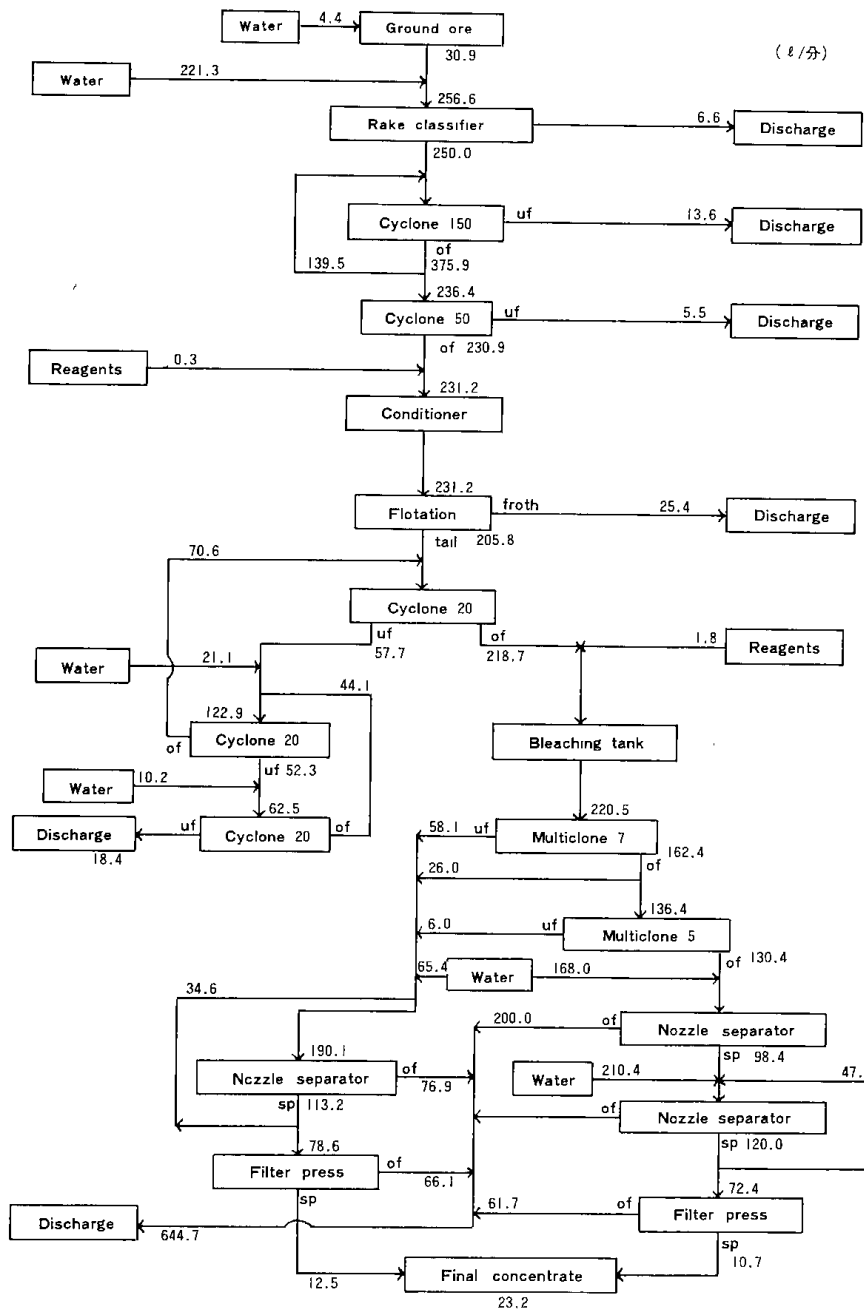 4.4
Water
Ground ore
30.9
(ℓ/分)
Water
221.3
256.6
Rake classifier
6.6
Discharge
250.0
Cyclone 150
uf
13.6
Discharge
of
139.5
375.9
236.4
Cyclone 50
uf
5.5
Discharge
of 230.9
Reagents
0.3
231.2
Conditioner
231.2
Flotation
froth
25.4
Discharge
tail 205.8
70.6
Cyclone 20
uf
57.7
of
218.7
1.8
Reagents
Water
21.1
44.1
122.9
of
Cyclone 20
Bleaching tank
uf 52.3
Water
10.2
62.5
220.5
Discharge
uf
Cyclone 20
of
18.4
58.1
uf
Multiclone 7
of
162.4
26.0
136.4
6.0
uf
Multiclone 5
of 130.4
65.4
Water
168.0
34.6
200.0
of
Nozzle separator
190.1
sp 98.4
Nozzle separator
of
76.9
Water
210.4
47.
sp 113.2
of
Nozzle separator
sp 120.0
78.6
Filter press
of
66.1
72.4
sp
61.7
of
Filter press
Discharge
644.7
sp
10.7
12.5
Final concentrate
23.2